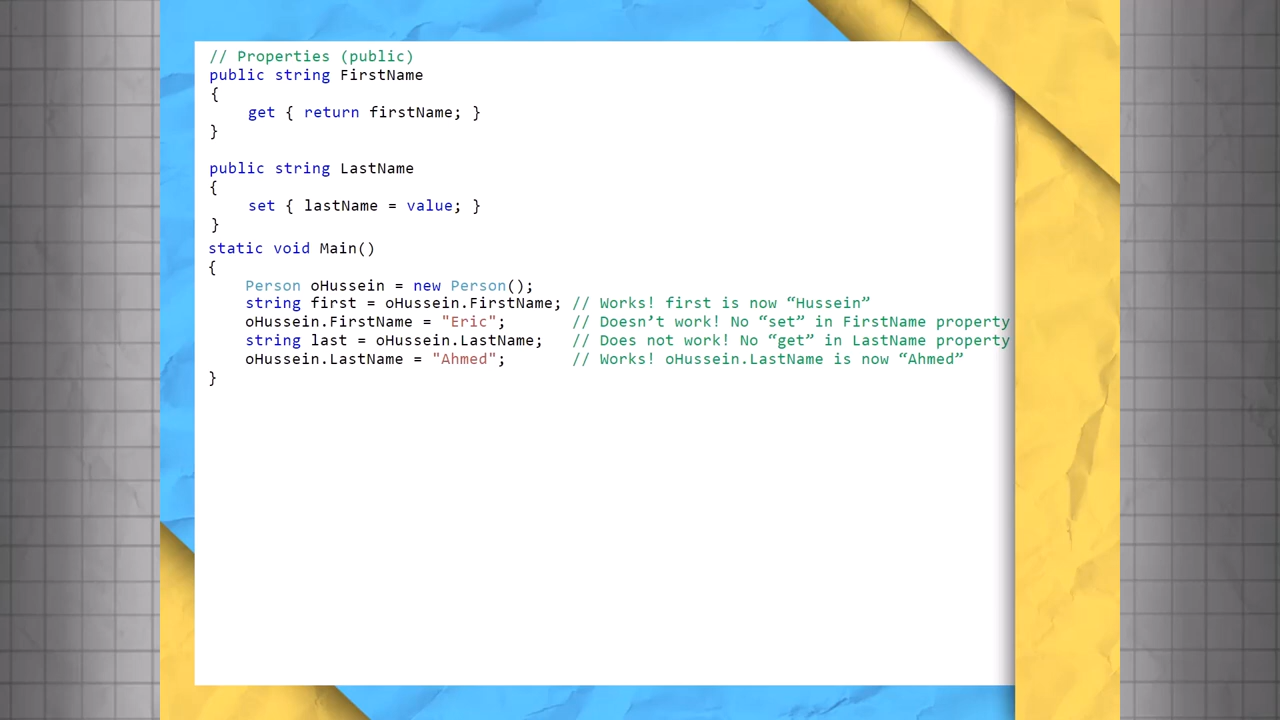 // Properties (public)
public string FirstName
{
    get { return firstName; }
}

public string LastName
{
    set { lastName = value; }
}
static void Main()
{
    Person oHussein = new Person();
    string first = oHussein.FirstName; // Works! first is now “Hussein”
    oHussein.FirstName = "Eric";       // Doesn’t work! No “set” in FirstName property
    string last = oHussein.LastName;   // Does not work! No “get” in LastName property
    oHussein.LastName = "Ahmed";       // Works! oHussein.LastName is now “Ahmed”
}